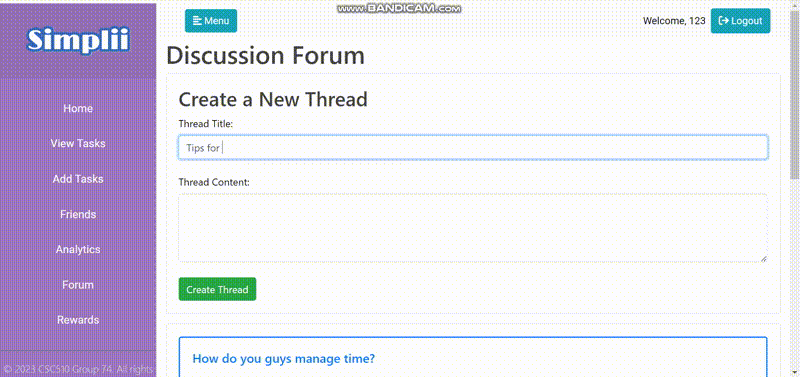 www.BANDICAM.com
Simplii
Menu
Welcome, 123
Logout
Discussion Forum
Create a New Thread
Thread Title:
Tips for
Thread Content:
Create Thread
How do you guys manage time?
Home
View Tasks
Add Tasks
Friends
Analytics
Forum
Rewards
© 2023 CSC510 Group 74. All rights